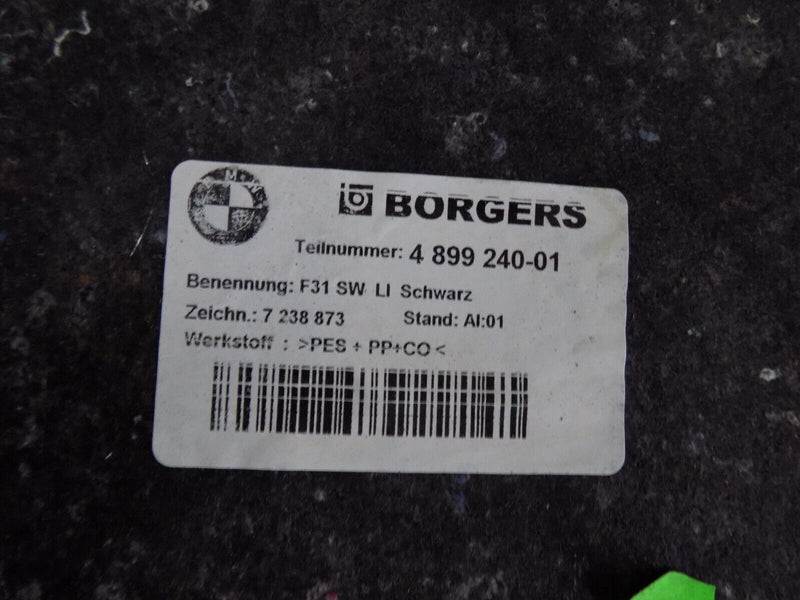 BMW
BORGERS
Teilnummer: 4 899 240-01
Benennung: F31 SW LI Schwarz
Zeichn.: 7 238 873 Stand: AI:01
Werkstoff : >PES + PP+CO<